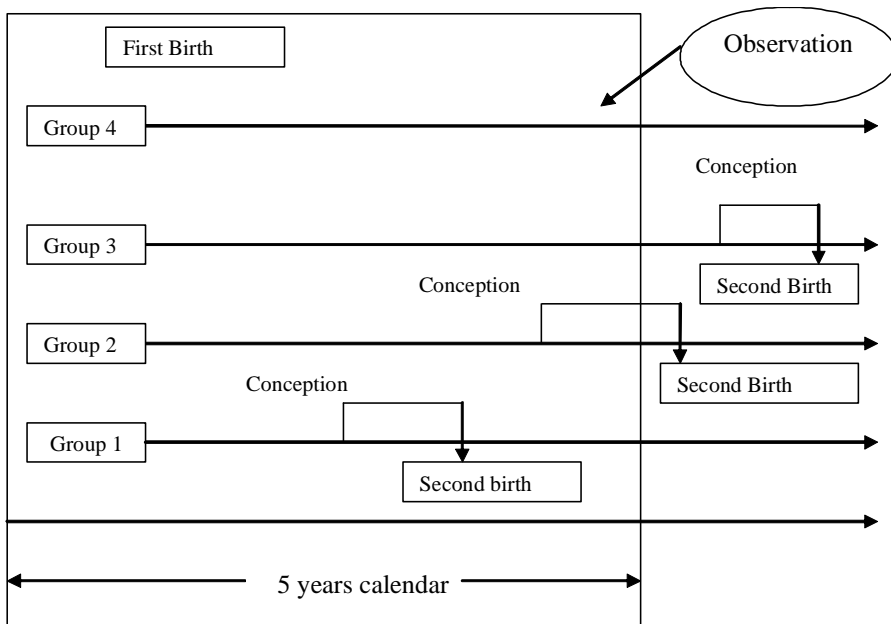 First Birth
Observation
Group 4
Conception
Group 3
Second Birth
Conception
Group 2
Second Birth
Conception
Group 1
Second birth
5 years calendar